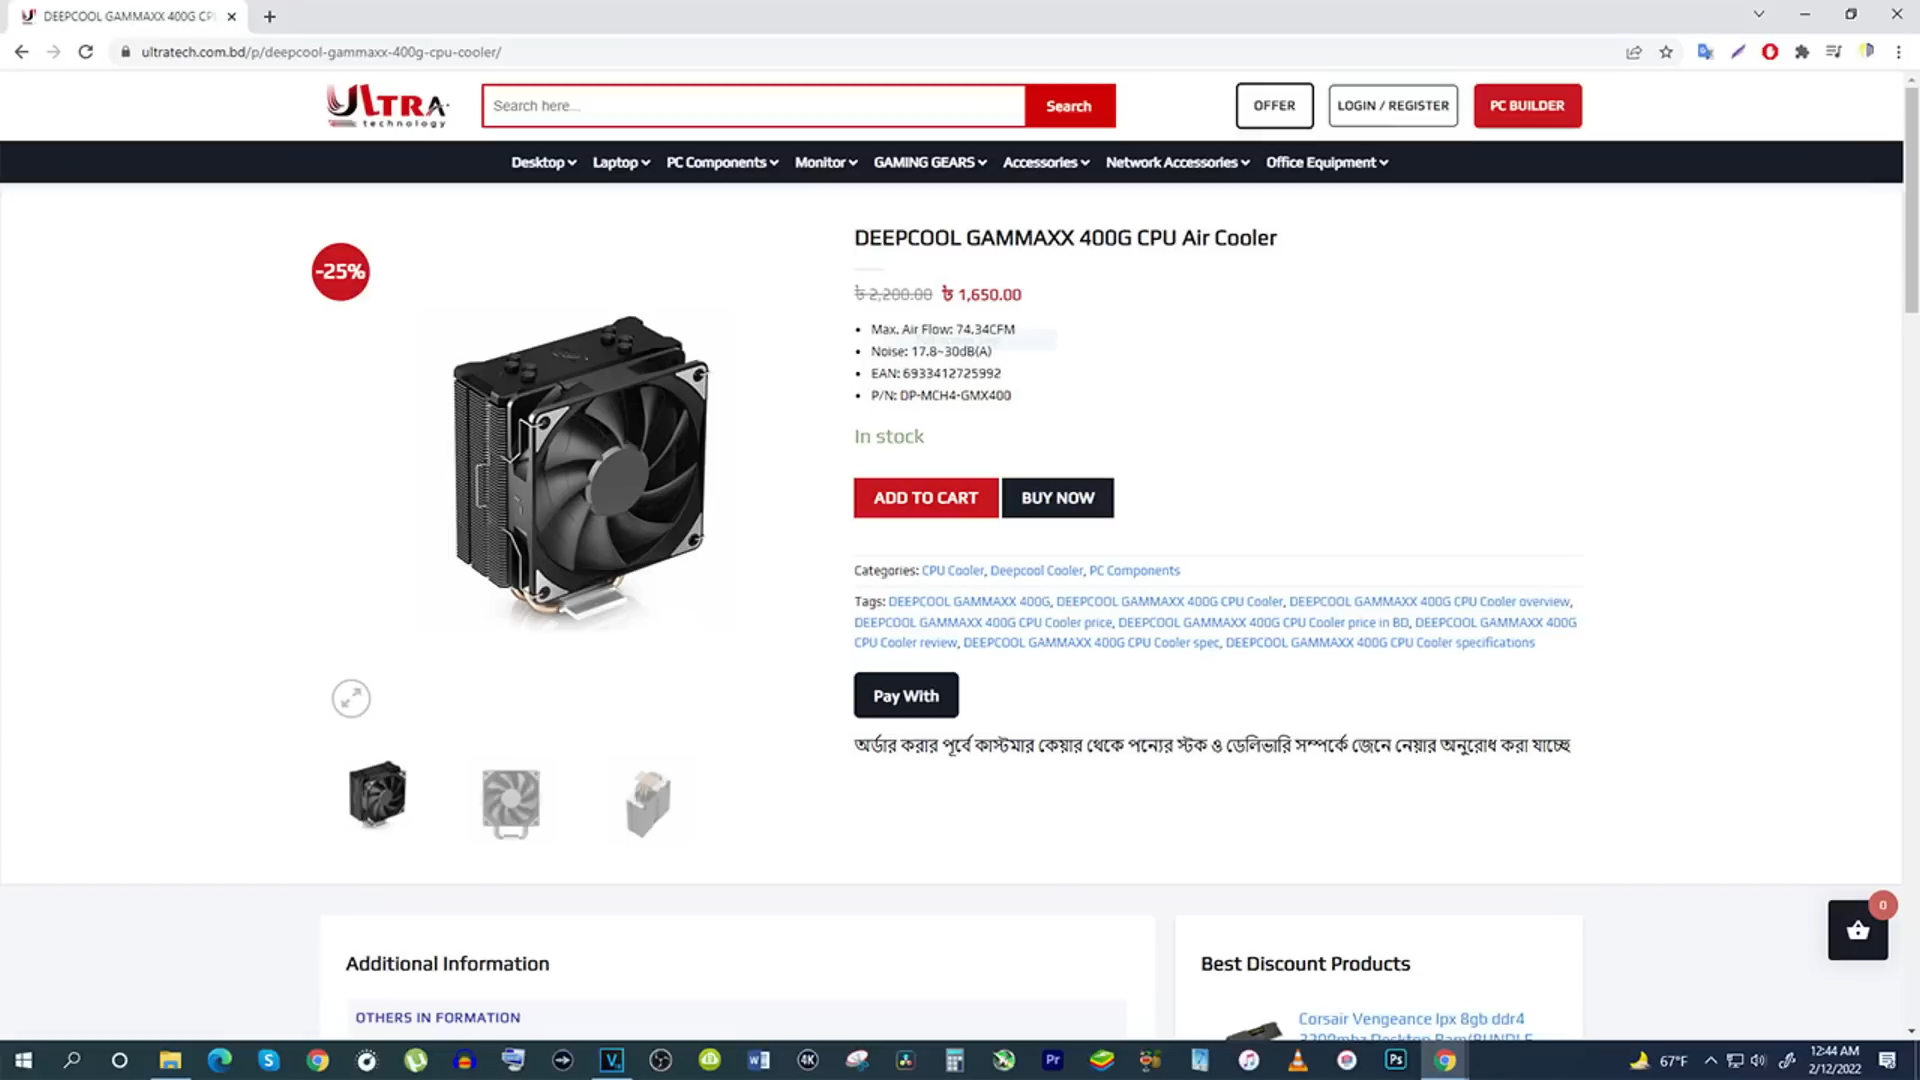 DEEPCOOL GAMMAXX 400G CP
ultratech.com.bd/p/deepcool-gammaxx-400g-cpu-cooler/
ULTRA
technology
Search here...
Search
OFFER
LOGIN / REGISTER
PC BUILDER
Desktop Laptop PC Components Monitor GAMING GEARS Accessories Network Accessories Office Equipment
-25%
DEEPCOOL GAMMAXX 400G CPU Air Cooler
৳ 2,200.00 ৳ 1,650.00
Max. Air Flow: 74.34CFM
Noise: 17.8~30dB(A)
EAN: 6933412725992
P/N: DP-MCH4-GMX400
In stock
ADD TO CART
BUY NOW
Categories: CPU Cooler, Deepcool Cooler, PC Components
Tags: DEEPCOOL GAMMAXX 400G, DEEPCOOL GAMMAXX 400G CPU Cooler, DEEPCOOL GAMMAXX 400G CPU Cooler overview,
DEEPCOOL GAMMAXX 400G CPU Cooler price, DEEPCOOL GAMMAXX 400G CPU Cooler price in BD, DEEPCOOL GAMMAXX 400G
CPU Cooler review, DEEPCOOL GAMMAXX 400G CPU Cooler spec, DEEPCOOL GAMMAXX 400G CPU Cooler specifications
Pay With
অর্ডার করার পূর্বে কাস্টমার কেয়ার থেকে পন্যের স্টক ও ডেলিভারি সম্পর্কে জেনে নেয়ার অনুরোধ করা যাচ্ছে
0
Additional Information
OTHERS IN FORMATION
Best Discount Products
Corsair Vengeance lpx 8gb ddr4
3200mhz Desktop Ram(BUNDLE
67°F
12:44 AM
2/12/2022